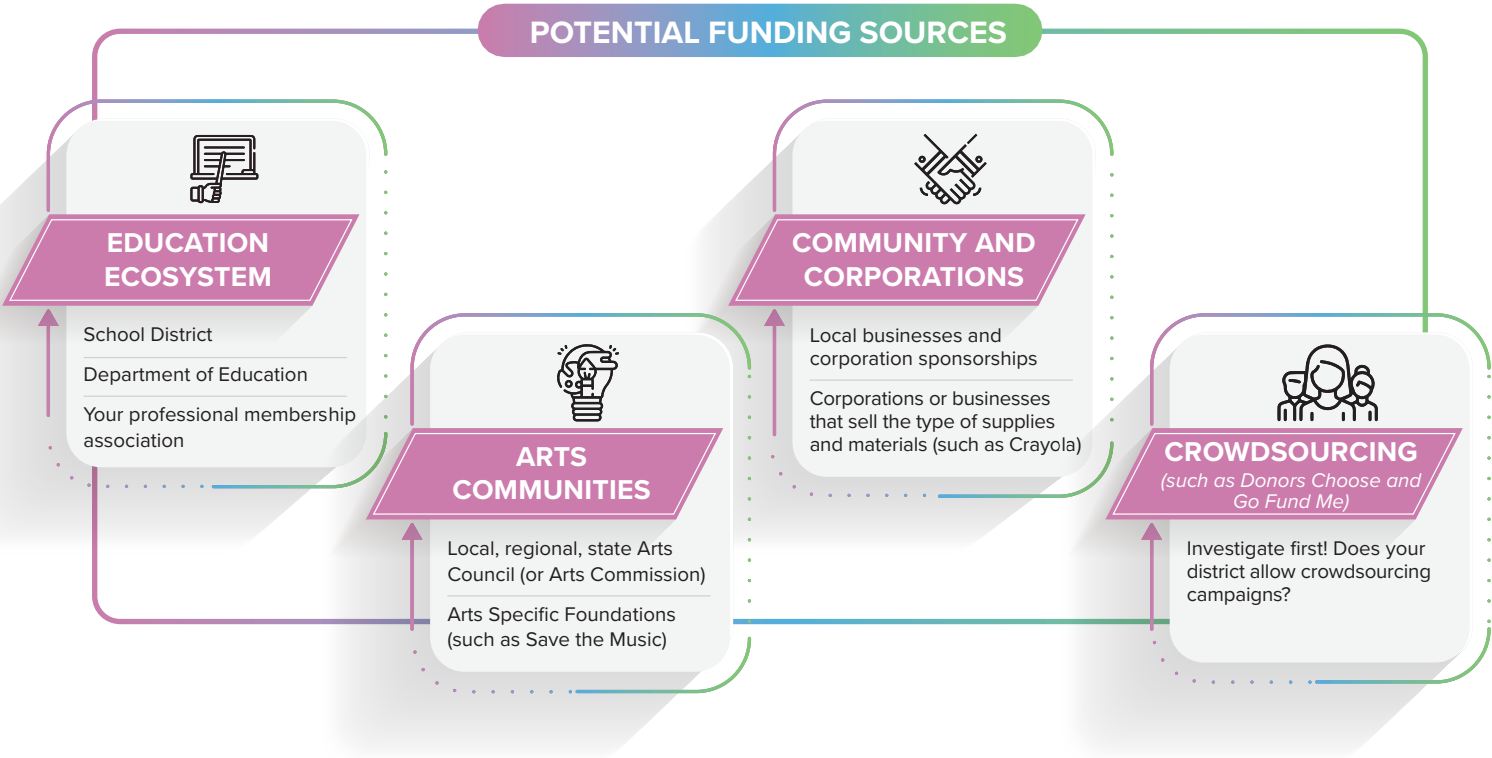 POTENTIAL FUNDING SOURCES
EDUCATION
ECOSYSTEM
School District
Department of Education
Your professional membership
association
ARTS
COMMUNITIES
Local, regional, state Arts
Council (or Arts Commission)
Arts Specific Foundations
(such as Save the Music)
COMMUNITY AND
CORPORATIONS
Local businesses and
corporation sponsorships
Corporations or businesses
that sell the type of supplies
and materials (such as Crayola)
CROWDSOURCING
(such as Donors Choose and
Go Fund Me)
Investigate first! Does your
district allow crowdsourcing
campaigns?